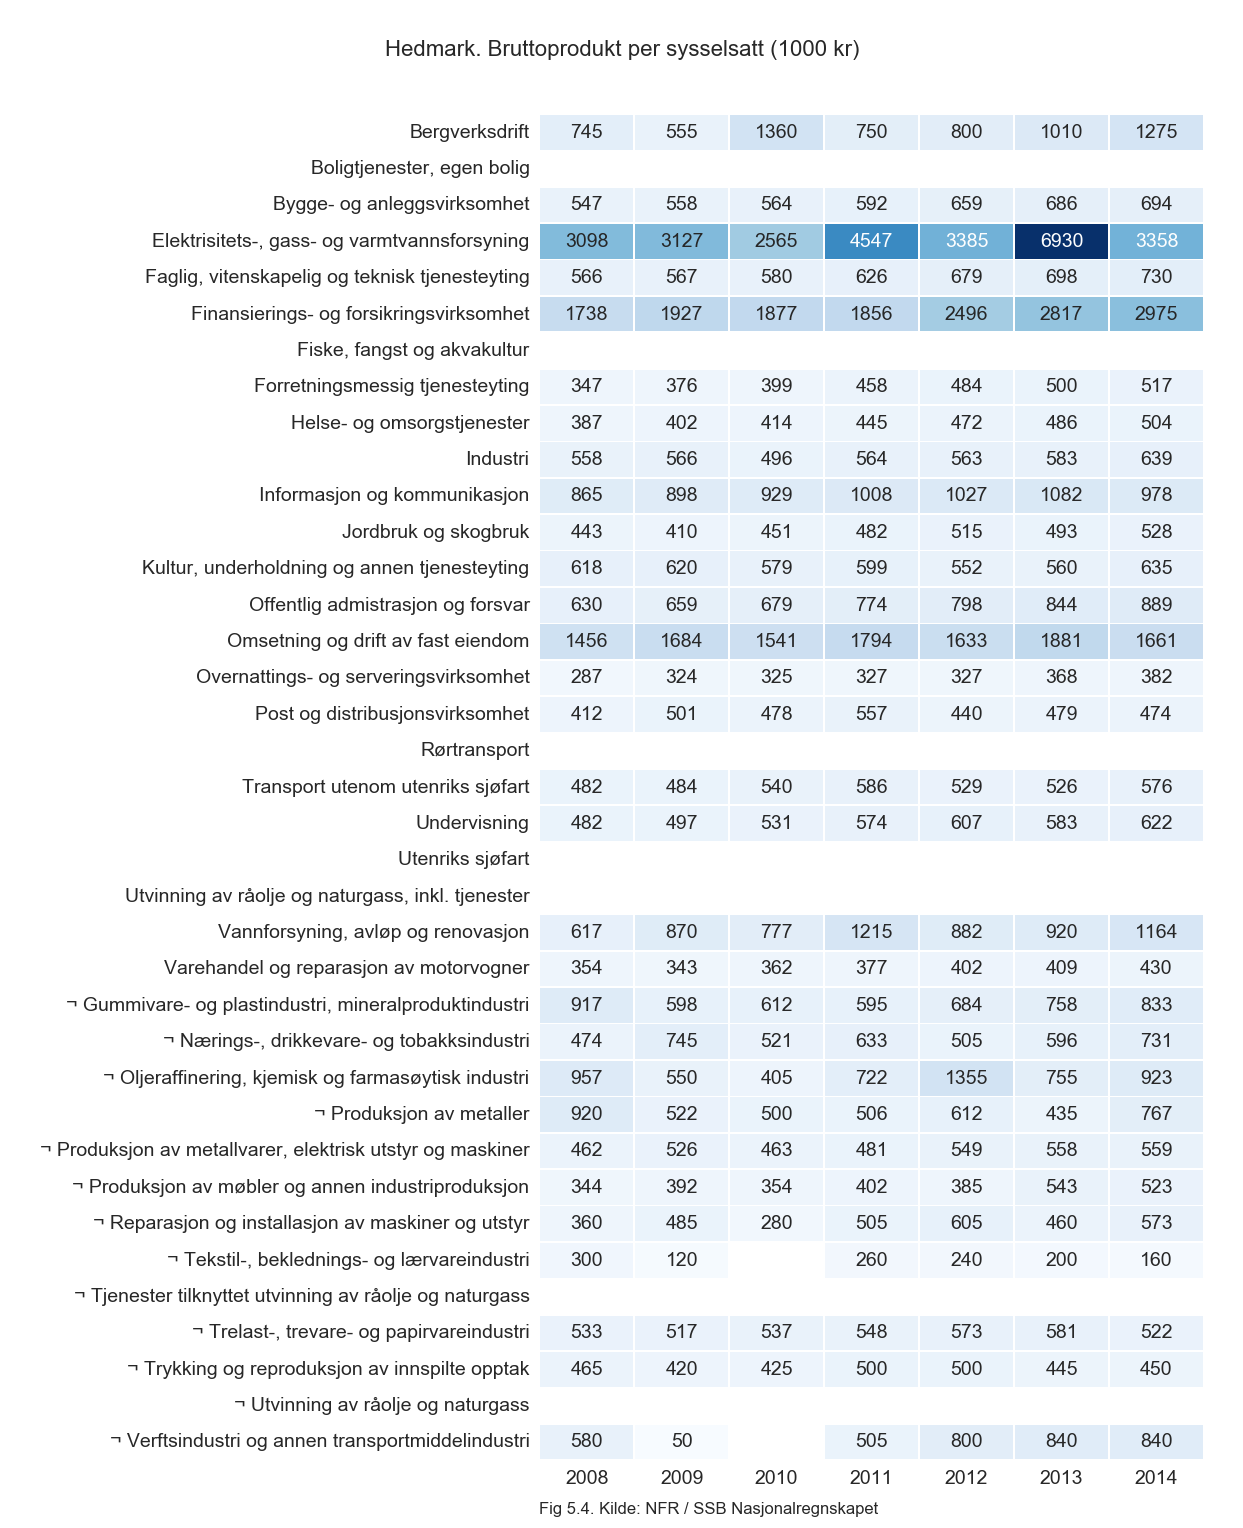 Hedmark. Bruttoprodukt per sysselsatt (1000 kr)
Bergverksdrift 745 555 1360 750 800 1010 1275
Boligtjenester, egen bolig
Bygge- og anleggsvirksomhet 547 558 564 592 659 686 694
Elektrisitets-, gass- og varmtvannsforsyning 3098 3127 2565 4547 3385 6930 3358
Faglig, vitenskapelig og teknisk tjenesteyting 566 567 580 626 679 698 730
Finansierings- og forsikringsvirksomhet 1738 1927 1877 1856 2496 2817 2975
Fiske, fangst og akvakultur
Forretningsmessig tjenesteyting 347 376 399 458 484 500 517
Helse- og omsorgstjenester 387 402 414 445 472 486 504
Industri 558 566 496 564 563 583 639
Informasjon og kommunikasjon 865 898 929 1008 1027 1082 978
Jordbruk og skogbruk 443 410 451 482 515 493 528
Kultur, underholdning og annen tjenesteyting 618 620 579 599 552 560 635
Offentlig admistrasjon og forsvar 630 659 679 774 798 844 889
Omsetning og drift av fast eiendom 1456 1684 1541 1794 1633 1881 1661
Overnattings- og serveringsvirksomhet 287 324 325 327 327 368 382
Post og distribusjonsvirksomhet 412 501 478 557 440 479 474
Rørtransport
Transport utenom utenriks sjøfart 482 484 540 586 529 526 576
Undervisning 482 497 531 574 607 583 622
Utenriks sjøfart
Utvinning av råolje og naturgass, inkl. tjenester
Vannforsyning, avløp og renovasjon 617 870 777 1215 882 920 1164
Varehandel og reparasjon av motorvogner 354 343 362 377 402 409 430
¬ Gummivare- og plastindustri, mineralproduktindustri 917 598 612 595 684 758 833
¬ Nærings-, drikkevare- og tobakksindustri 474 745 521 633 505 596 731
¬ Oljeraffinering, kjemisk og farmasøytisk industri 957 550 405 722 1355 755 923
¬ Produksjon av metaller 920 522 500 506 612 435 767
¬ Produksjon av metallvarer, elektrisk utstyr og maskiner 462 526 463 481 549 558 559
¬ Produksjon av møbler og annen industriproduksjon 344 392 354 402 385 543 523
¬ Reparasjon og installasjon av maskiner og utstyr 360 485 280 505 605 460 573
¬ Tekstil-, beklednings- og lærvareindustri 300 120 260 240 200 160
¬ Tjenester tilknyttet utvinning av råolje og naturgass
¬ Trelast-, trevare- og papirvareindustri 533 517 537 548 573 581 522
¬ Trykking og reproduksjon av innspilte opptak 465 420 425 500 500 445 450
¬ Utvinning av råolje og naturgass
¬ Verftsindustri og annen transportmiddelindustri 580 50 505 800 840 840
2008 2009 2010 2011 2012 2013 2014
Fig 5.4. Kilde: NFR / SSB Nasjonalregnskapet